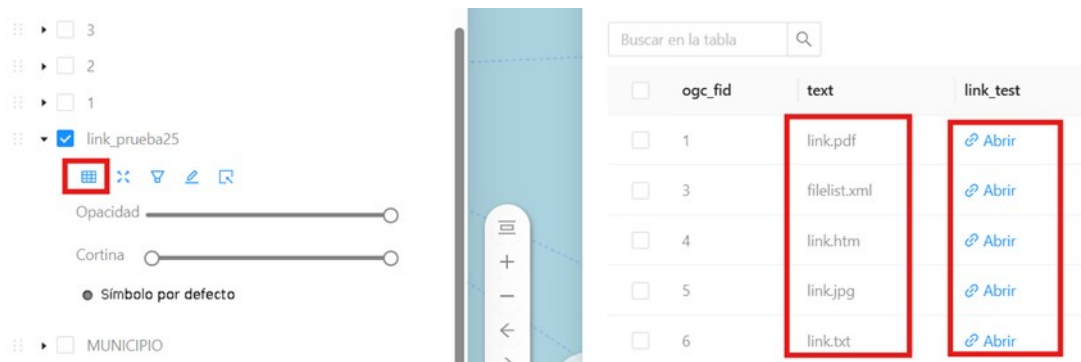 3
2
1
link_prueba25
Opacidad
Cortina
Símbolo por defecto
MUNICIPIO
Buscar en la tabla
ogc_fid text link_test
1 link.pdf Abrir
3 filelist.xml Abrir
4 link.htm Abrir
5 link.jpg Abrir
6 link.txt Abrir